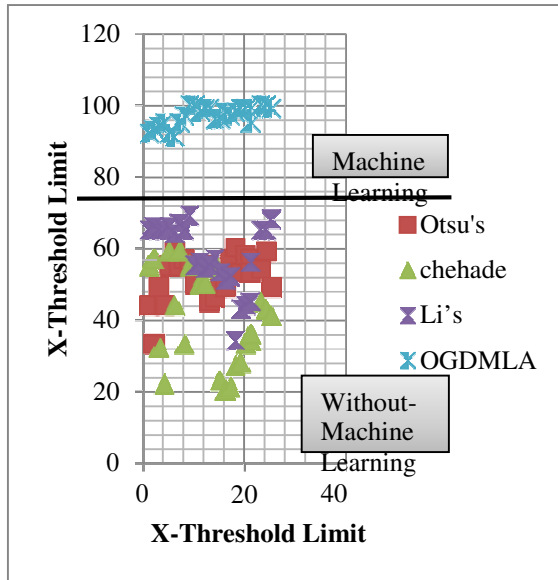 120
100
80
60
40
20
0
0
20
40
X-Threshold Limit
X-Threshold Limit
Machine
Learning
Otsu's
chehade
Li's
OGDMLA
Without-
Machine
Learning